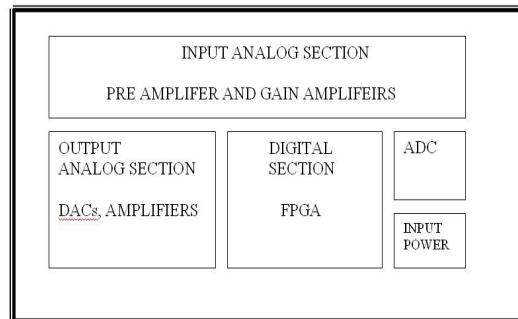 INPUT ANALOG SECTION
PRE AMPLIFER AND GAIN AMPLIFEIRS
OUTPUT
ANALOG SECTION
DACs, AMPLIFIERS
DIGITAL
SECTION
FPGA
ADC
INPUT
POWER